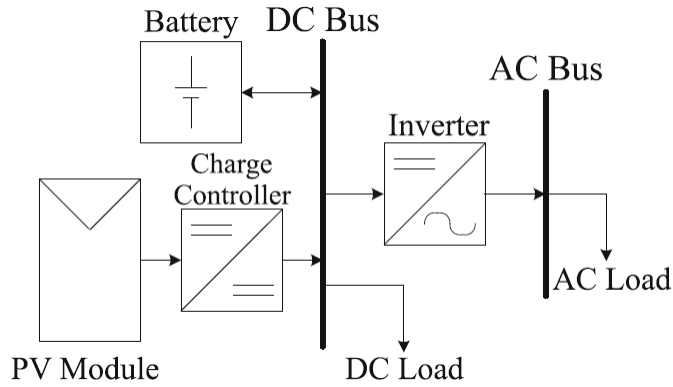 Battery
DC Bus
AC Bus
Inverter
Charge
Controller
AC Load
PV Module
DC Load